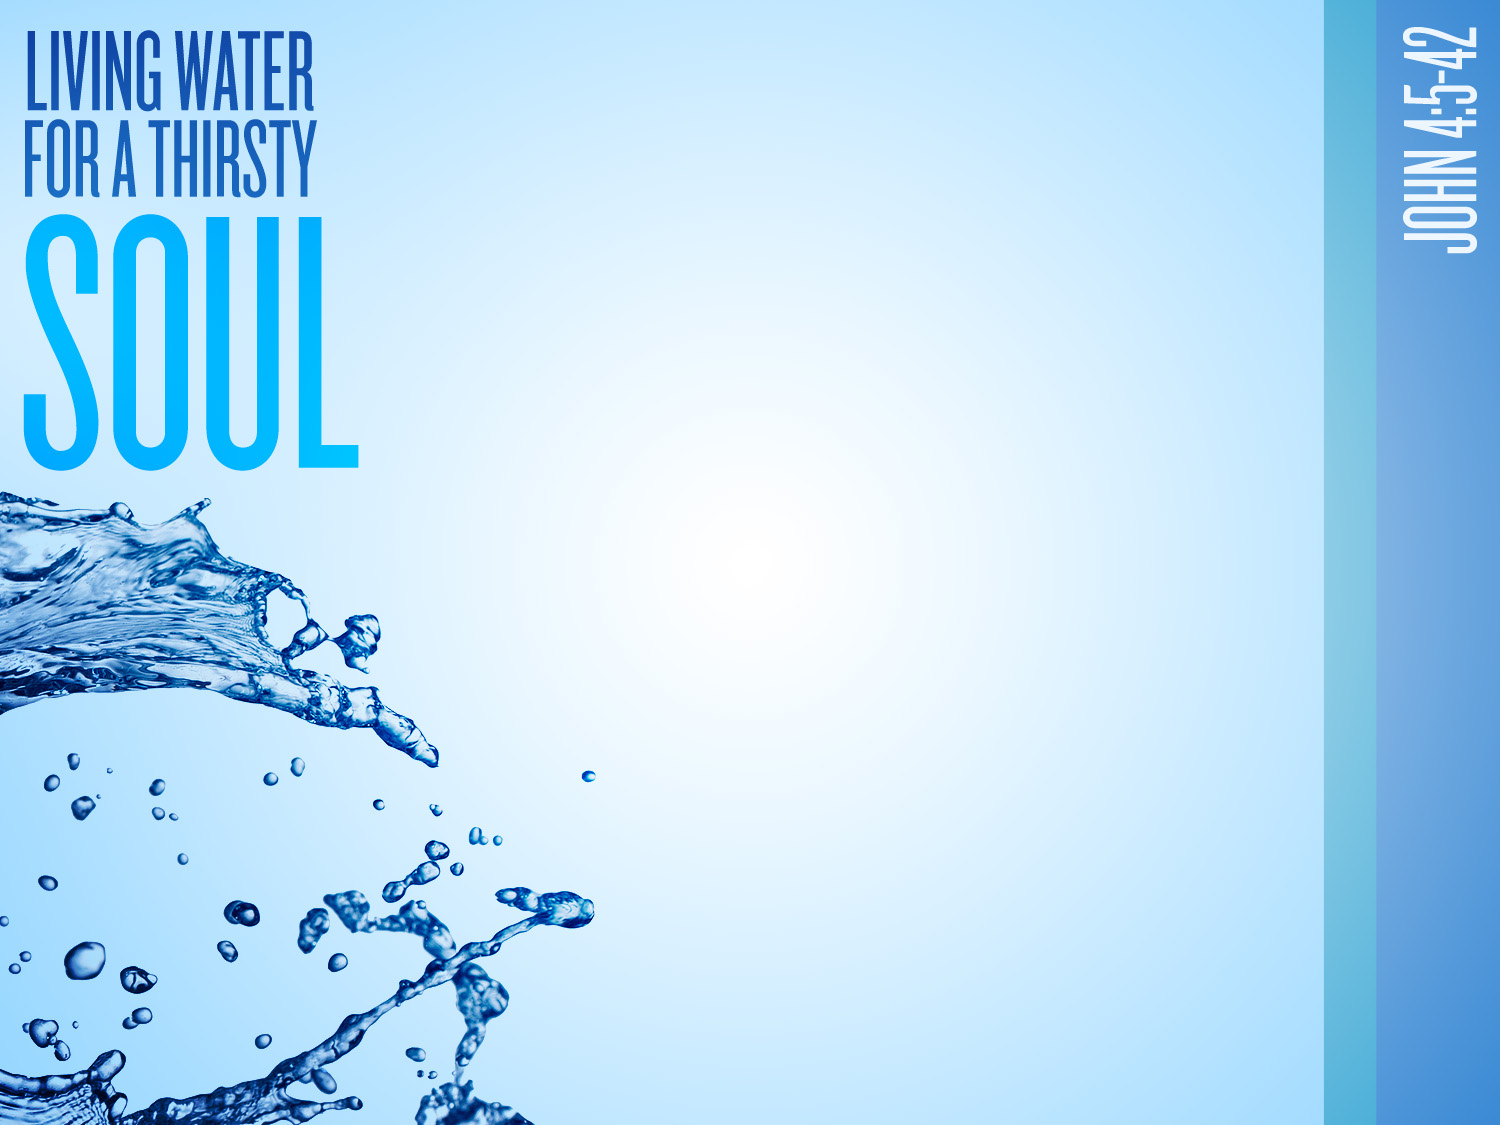 LIVING WATER
FOR A THIRSTY
SOUL
JOHN 4:5-42